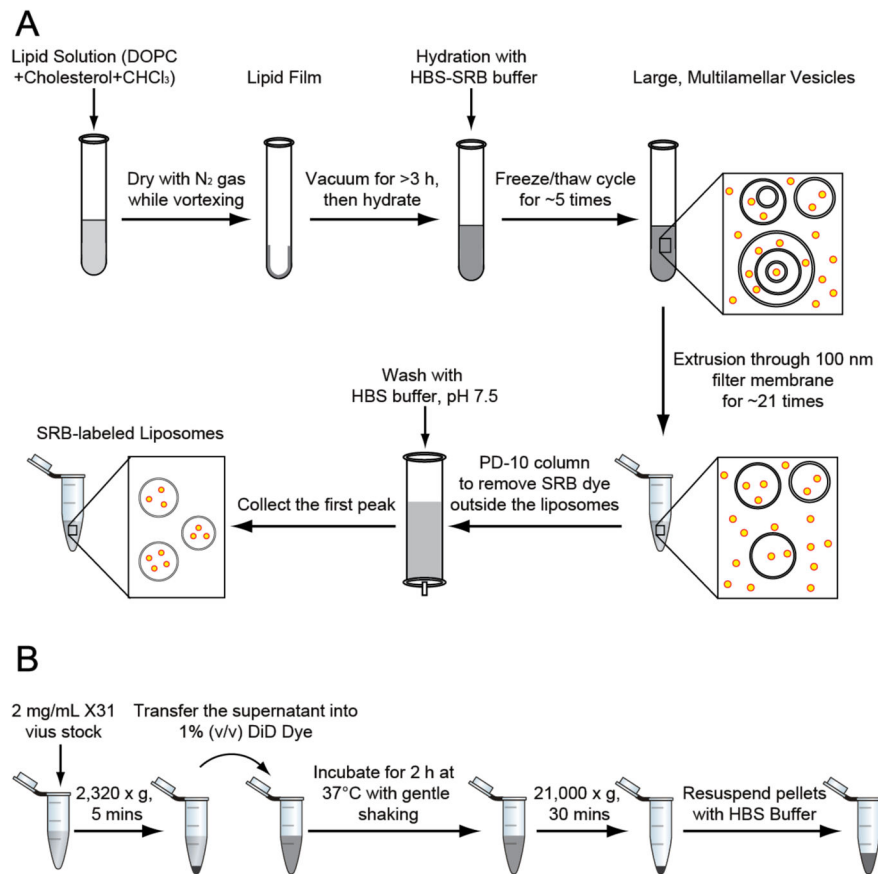 A
Lipid Solution (DOPC
+Cholesterol+CHCl₃)
Lipid Film
Hydration with
HBS-SRB buffer
Large, Multilamellar Vesicles
Dry with N₂ gas
while vortexing
Vacuum for >3 h,
then hydrate
Freeze/thaw cycle
for ~5 times
Extrusion through 100 nm
filter membrane
for ~21 times
Wash with
HBS buffer, pH 7.5
SRB-labeled Liposomes
PD-10 column
to remove SRB dye
outside the liposomes
Collect the first peak
B
2 mg/mL X31
vius stock
Transfer the supernatant into
1% (v/v) DiD Dye
2,320 x g,
5 mins
Incubate for 2 h at
37°C with gentle
shaking
21,000 x g,
30 mins
Resuspend pellets
with HBS Buffer